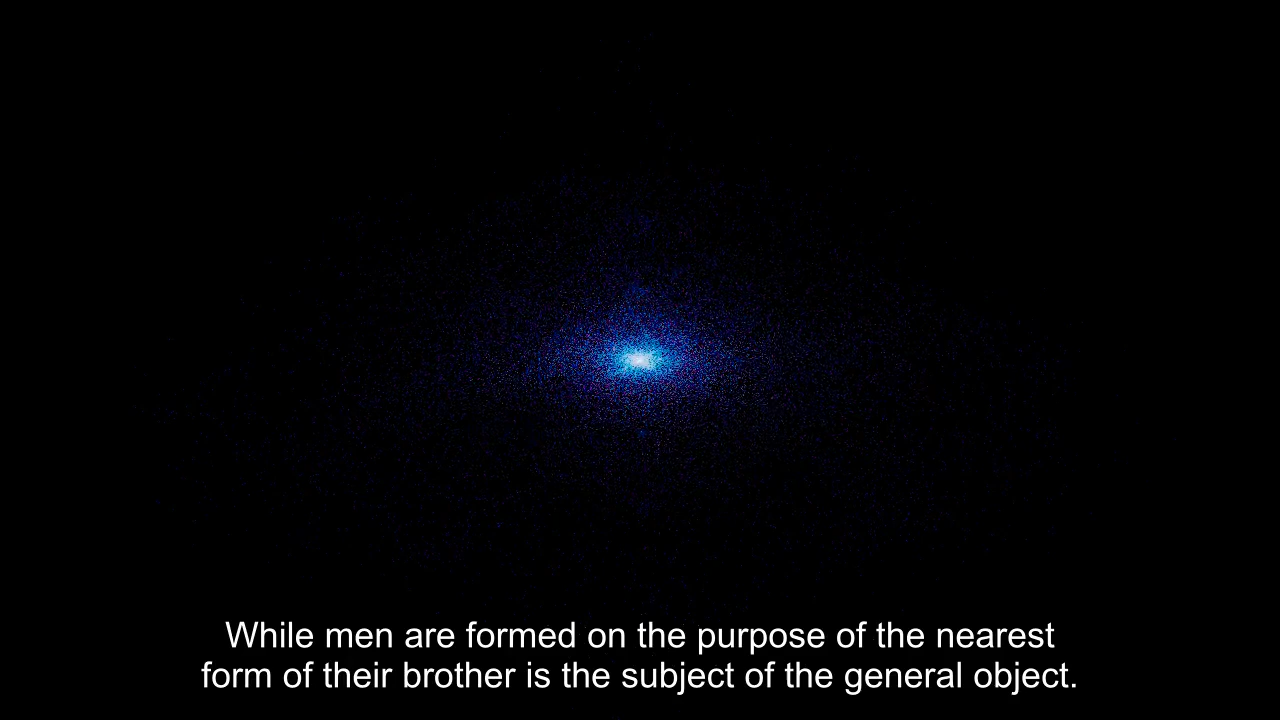 While men are formed on the purpose of the nearest
form of their brother is the subject of the general object.